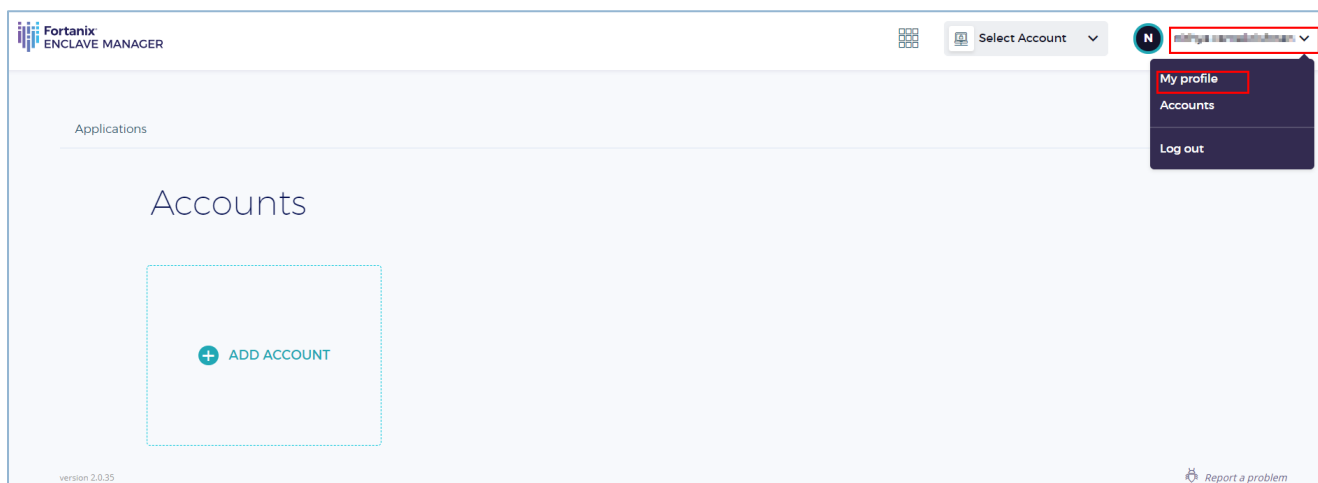 Fortanix
ENCLAVE MANAGER
Select Account
N
My profile
Accounts
Log out
Applications
Accounts
ADD ACCOUNT
version 2.0.35
Report a problem